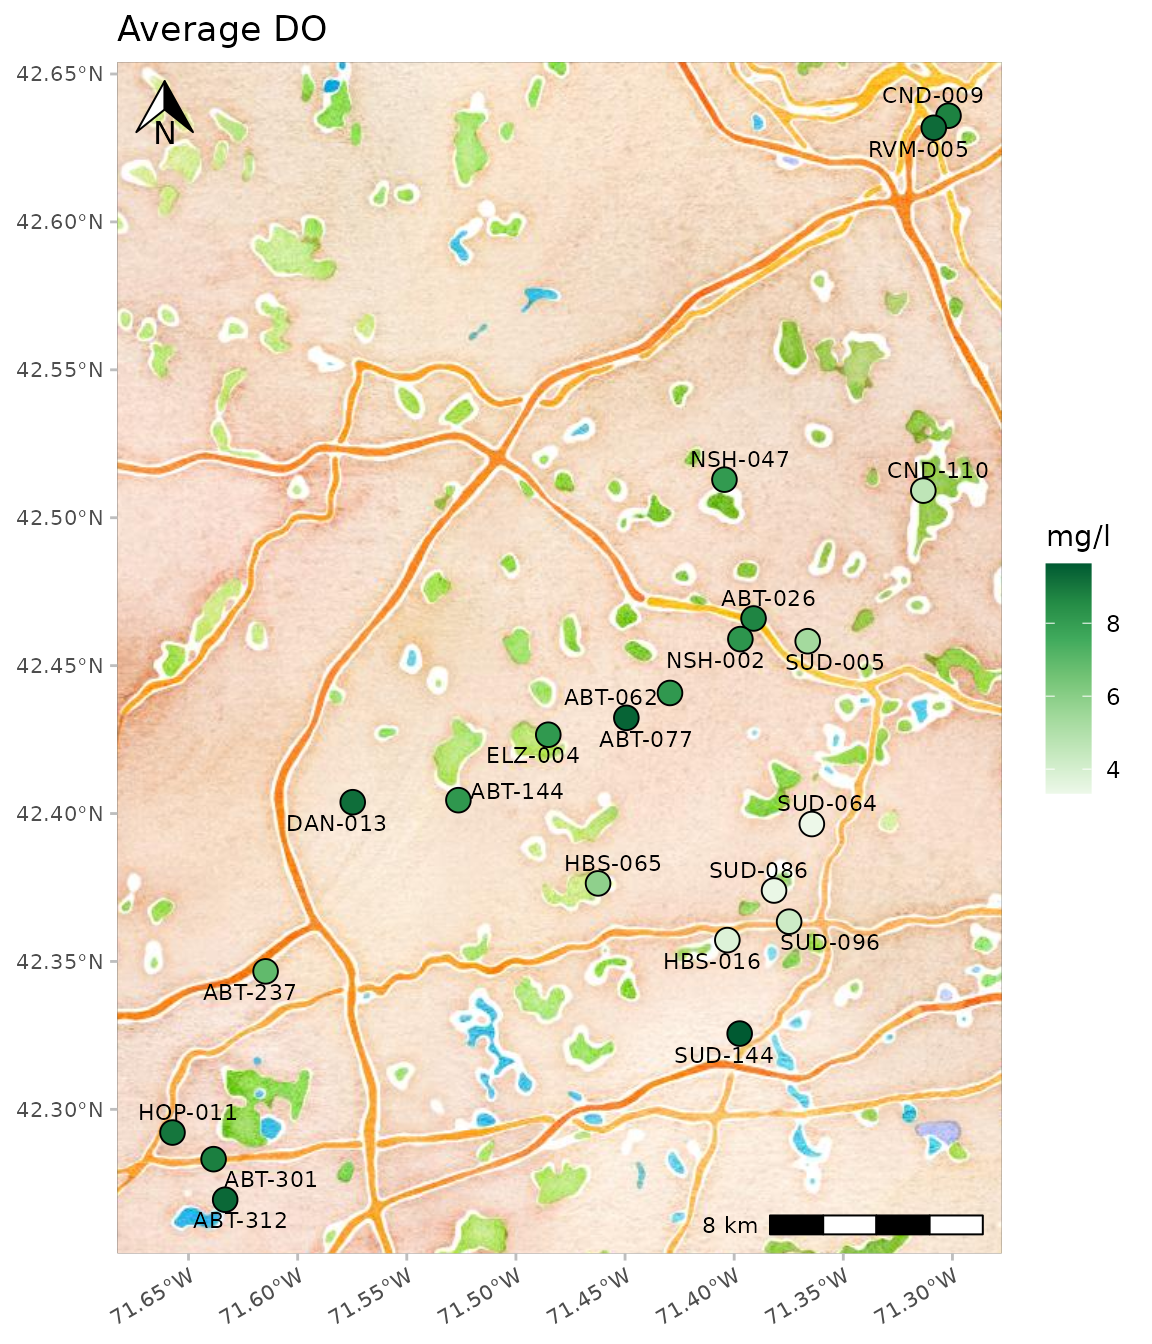 Average DO
42.65°N
42.60°N
42.55°N
42.50°N
42.45°N
42.40°N
42.35°N
42.30°N
N
CND-009
RVM-005
NSH-047
CND-110
ABT-026
NSH-002
SUD-005
ABT-062
ABT-077
ELZ-004
ABT-144
DAN-013
SUD-064
HBS-065
SUD-086
SUD-096
HBS-016
ABT-237
SUD-144
HOP-011
ABT-301
ABT-312
8 km
71.65°W
71.60°W
71.55°W
71.50°W
71.45°W
71.40°W
71.35°W
71.30°W
mg/l
8
6
4